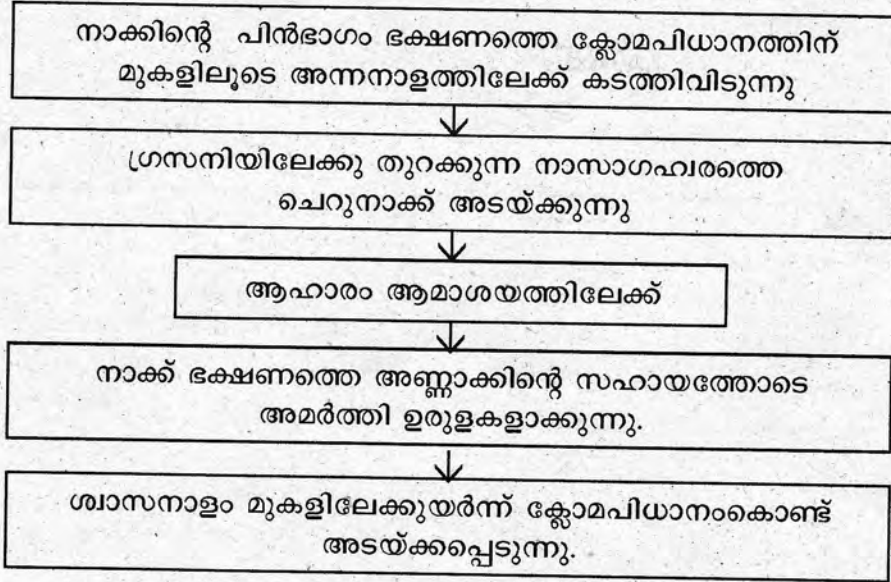 നാക്കിന്റെ പിൻഭാഗം ഭക്ഷണത്തെ ക്ലോമപിധാനത്തിന്
മുകളിലൂടെ അന്നനാളത്തിലേക്ക് കടത്തിവിടുന്നു
ഗ്രസനിയിലേക്കു തുറക്കുന്ന നാസാഗഹ്വരത്തെ
ചെറുനാക്ക് അടയ്ക്കുന്നു
ആഹാരം ആമാശയത്തിലേക്ക്
നാക്ക് ഭക്ഷണത്തെ അണ്ണാക്കിന്റെ സഹായത്തോടെ
അമർത്തി ഉരുളകളാക്കുന്നു.
ശ്വാസനാളം മുകളിലേക്കുയർന്ന് ക്ലോമപിധാനംകൊണ്ട്
അടയ്ക്കപ്പെടുന്നു.